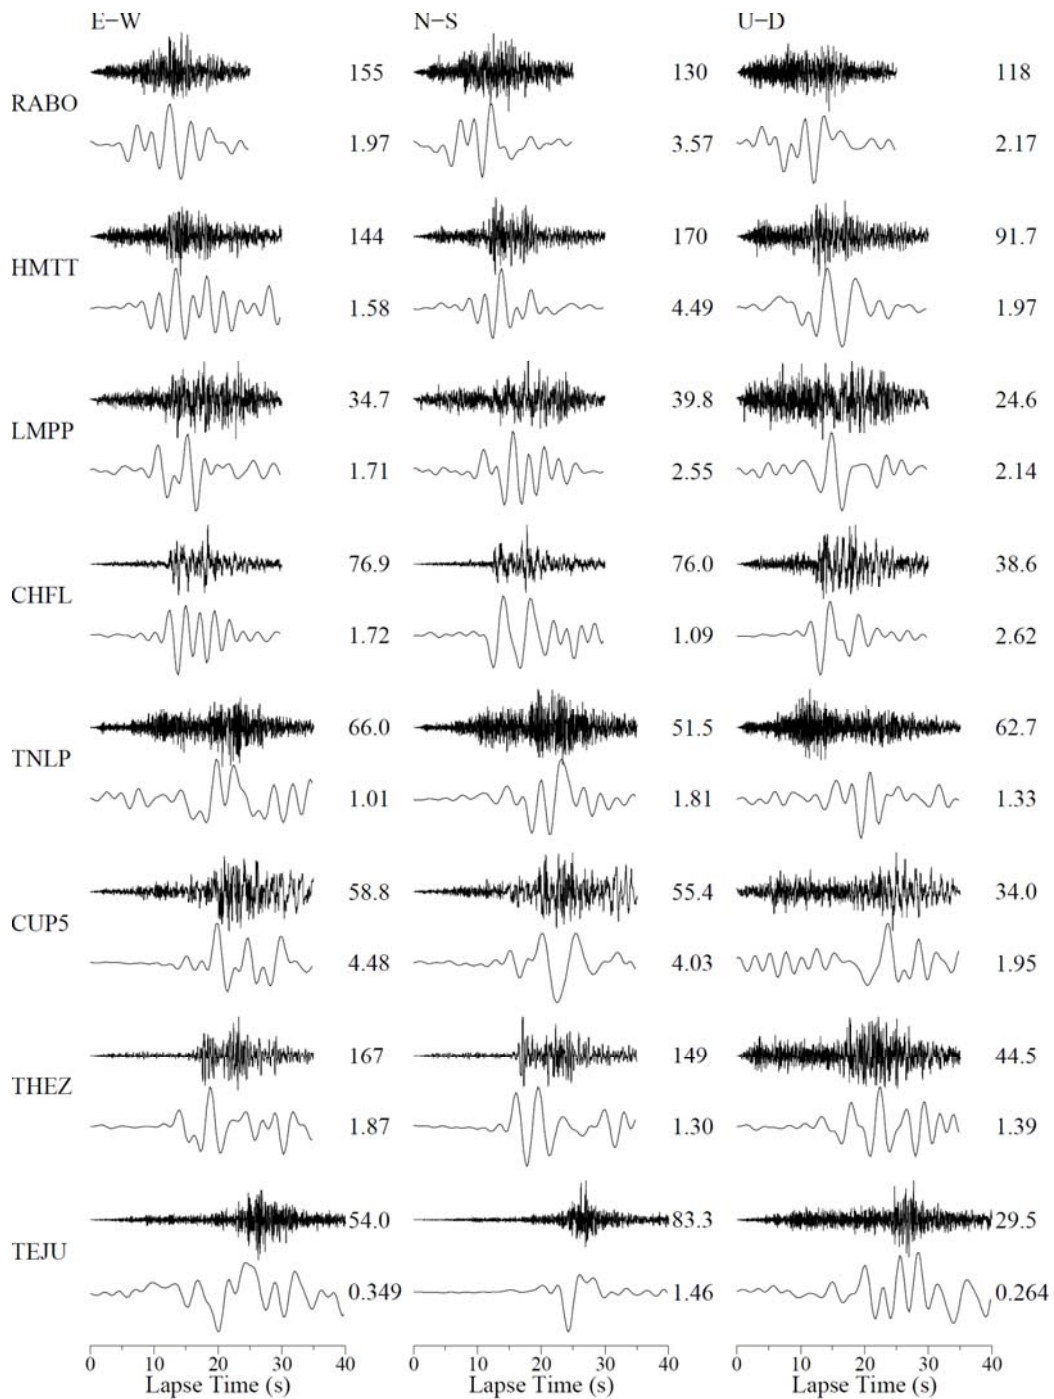 E−W N−S U−D
155 130 118
RABO
1.97 3.57 2.17
144 170 91.7
HMTT
1.58 4.49 1.97
34.7 39.8 24.6
LMPP
1.71 2.55 2.14
76.9 76.0 38.6
CHFL
1.72 1.09 2.62
66.0 51.5 62.7
TNLP
1.01 1.81 1.33
58.8 55.4 34.0
CUP5
4.48 4.03 1.95
167 149 44.5
THEZ
1.87 1.30 1.39
54.0 83.3 29.5
TEJU
0.349 1.46 0.264
0 10 20 30 40 0 10 20 30 40 0 10 20 30 40
Lapse Time (s) Lapse Time (s) Lapse Time (s)